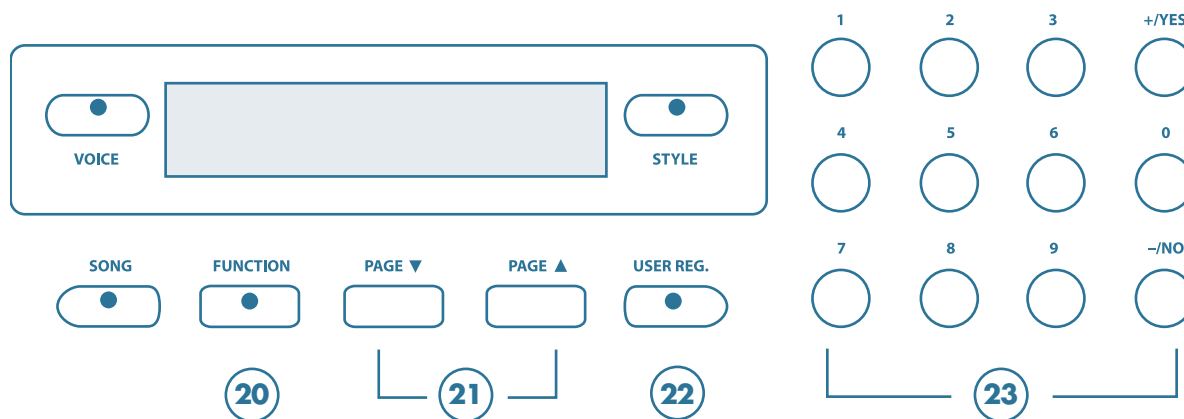 1 2 3 +/YES
VOICE STYLE
4 5 6 0
SONG FUNCTION PAGE ▼ PAGE ▲ USER REG.
7 8 9 –/NO
20 21 22 23